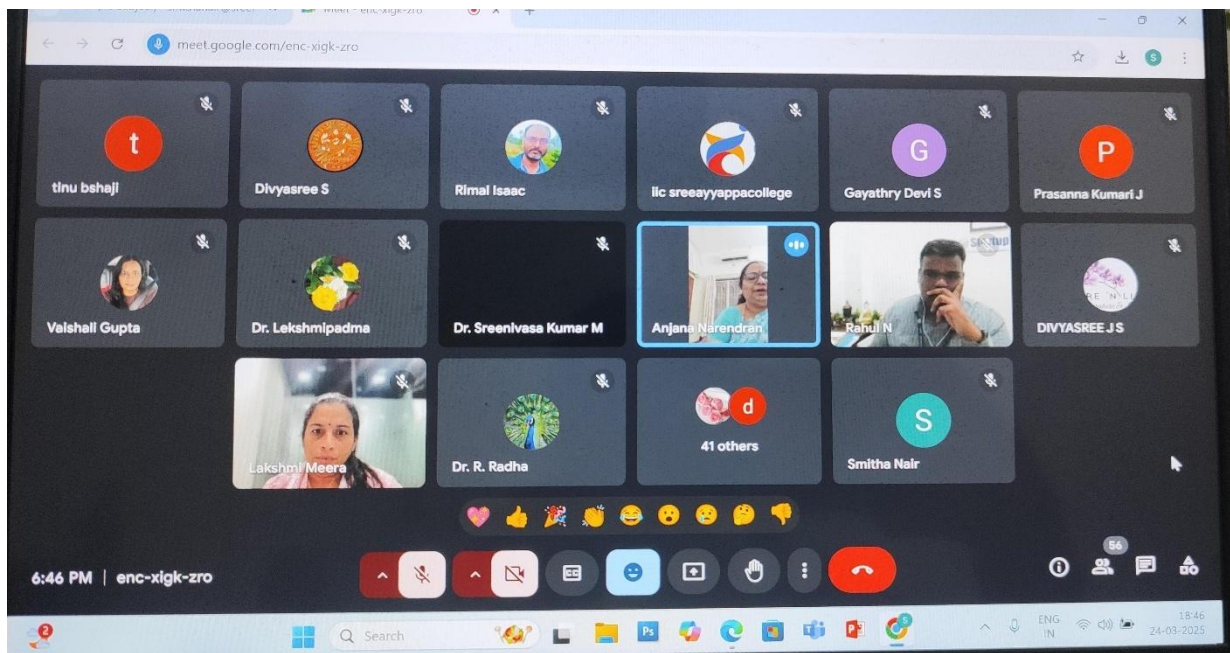 meet.google.com/enc-xigk-zro
S
t
G
P
tinu bshaji
Divyasree S
Rimal Isaac
iic sreeayyappacollege
Gayathry Devi S
Prasanna Kumari J
Vaishali Gupta
Dr. Lekshmipadma
Dr. Sreenivasa Kumar M
Anjana Narendran
Rahul N
DIVYASREE J S
d
S
Lakshmi Meera
Dr. R. Radha
41 others
Smitha Nair
56
6:46 PM | enc-xigk-zro
2
Search
Ps
ENG
IN
18:46
24-03-2025